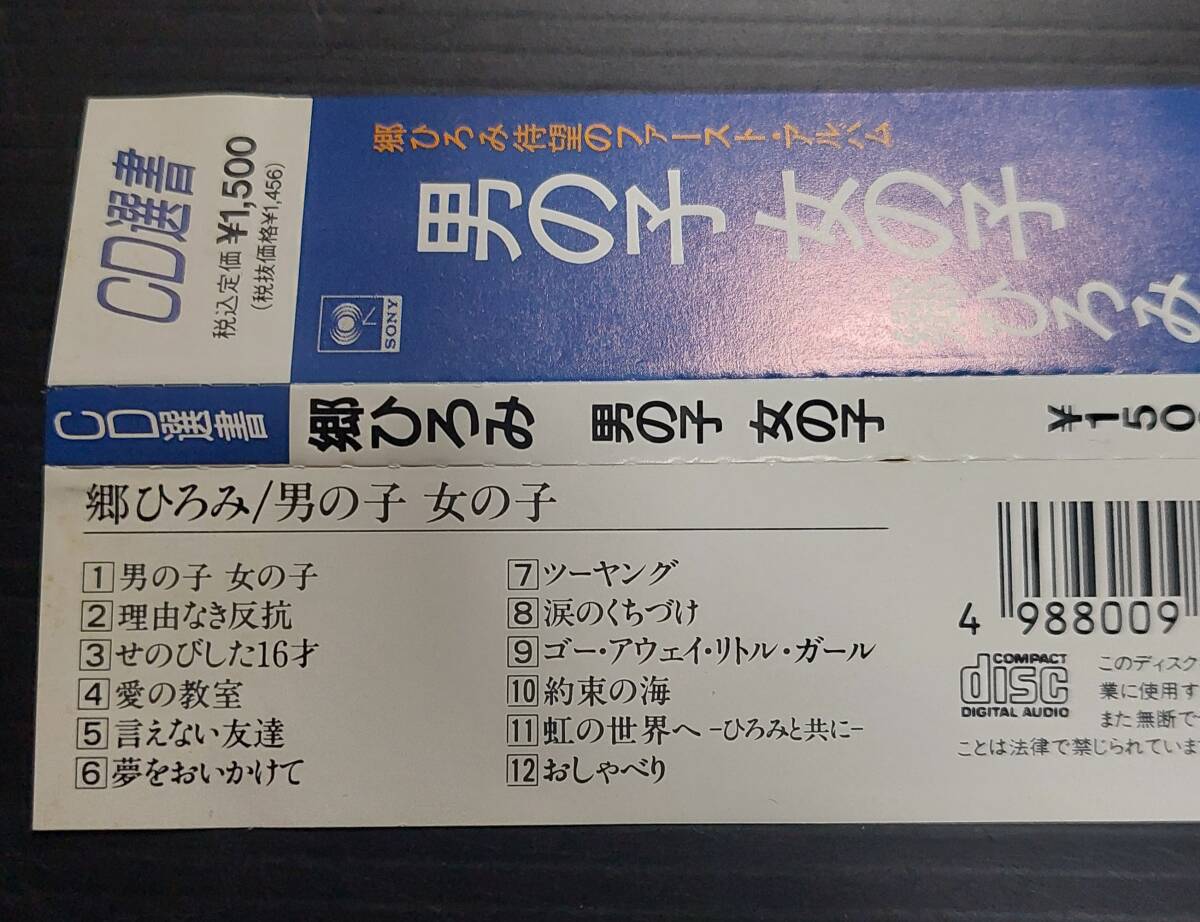 CD選書
税込定価 ¥1,500
(税抜価格¥1,456)
郷ひろみ待望のファースト・アルバム
男の子 女の子
郷ひろみ
SONY
CD選書 郷ひろみ 男の子 女の子 ¥150
郷ひろみ/男の子 女の子
1 男の子 女の子
2 理由なき反抗
3 せのびした16才
4 愛の教室
5 言えない友達
6 夢をおいかけて
7 ツーヤング
8 涙のくちづけ
9 ゴー・アウェイ・リトル・ガール
10 約束の海
11 虹の世界へ -ひろみと共に-
12 おしゃべり
4 988009
COMPACT
disc
DIGITAL AUDIO
このディスク
業に使用す
また無断で
ことは法律で禁じられていま